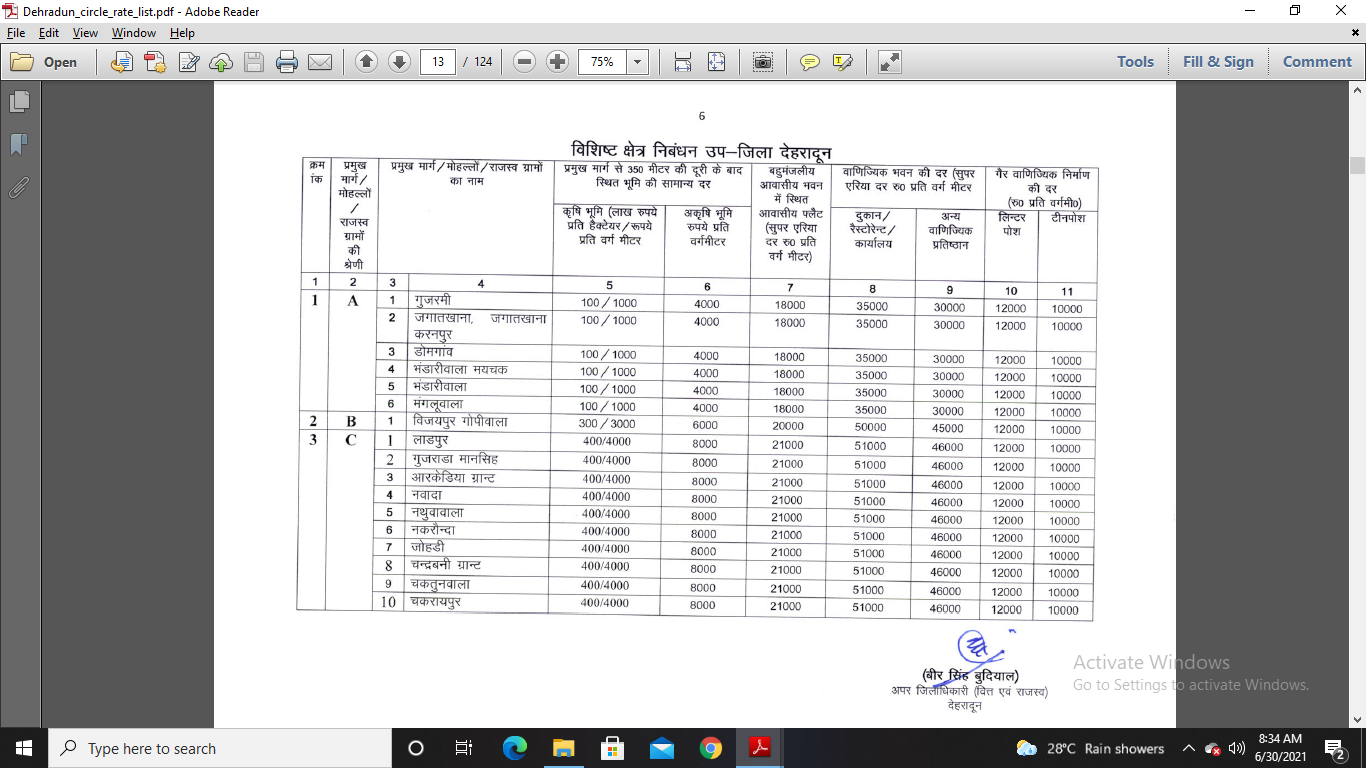 Dehradun_circle_rate_list.pdf - Adobe Reader
File Edit View Window Help
Open 13 / 124 75% Tools Fill & Sign Comment
6
विशिष्ट क्षेत्र निबंधन उप–जिला देहरादून
क्रम
ांक
प्रमुख
मार्ग/
मोहल्लों
/
राजस्व
ग्रामों
की
श्रेणी
प्रमुख मार्ग/मोहल्लों/राजस्व ग्रामों
का नाम
प्रमुख मार्ग से 350 मीटर की दूरी के बाद
स्थित भूमि की सामान्य दर
कृषि भूमि (लाख रुपये
प्रति हैक्टेयर/रूपये
प्रति वर्ग मीटर
अकृषि भूमि
रुपये प्रति
वर्गमीटर
बहुमंजलीय
आवासीय भवन
में स्थित
आवासीय फ्लैट
(सुपर एरिया
दर रु0 प्रति
वर्ग मीटर)
वाणिज्यिक भवन की दर (सुपर
एरिया दर रु0 प्रति वर्ग मीटर
दुकान/
रैस्टोरेन्ट/
कार्यालय
अन्य
वाणिज्यिक
प्रतिष्ठान
गैर वाणिज्यिक निर्माण
की दर
(रु0 प्रति वर्गमी0)
लिन्टर
पोश
टीनपोश
1 2 3 4 5 6 7 8 9 10 11
1 A 1 गुजरमी 100/1000 4000 18000 35000 30000 12000 10000
2 जगातखाना, जगातखाना 100/1000 4000 18000 35000 30000 12000 10000
करनपुर
3 डोमगांव 100/1000 4000 18000 35000 30000 12000 10000
4 भंडारीवाला मयचक 100/1000 4000 18000 35000 30000 12000 10000
5 मंडारीवाला 100/1000 4000 18000 35000 30000 12000 10000
6 मंगलूवाला 100/1000 4000 18000 35000 30000 12000 10000
2 B 1 विजयपुर गोपीवाला 300/3000 6000 20000 50000 45000 12000 10000
3 C 1 लाडपुर 400/4000 8000 21000 51000 46000 12000 10000
2 गुजराडा मानसिह 400/4000 8000 21000 51000 46000 12000 10000
3 आरकेडिया ग्रान्ट 400/4000 8000 21000 51000 46000 12000 10000
4 नवादा 400/4000 8000 21000 51000 46000 12000 10000
5 नथुवावाला 400/4000 8000 21000 51000 46000 12000 10000
6 नकरौन्दा 400/4000 8000 21000 51000 46000 12000 10000
7 जोहडी 400/4000 8000 21000 51000 46000 12000 10000
8 चन्द्रबनी ग्रान्ट 400/4000 8000 21000 51000 46000 12000 10000
9 चकतुनवाला 400/4000 8000 21000 51000 46000 12000 10000
10 चकरायपुर 400/4000 8000 21000 51000 46000 12000 10000
(बीर सिंह बुदियाल)
अपर जिलाधिकारी (वित्त एवं राजस्व)
देहरादून
Activate Windows
Go to Settings to activate Windows.
Type here to search
28°C Rain showers
8:34 AM
6/30/2021
2